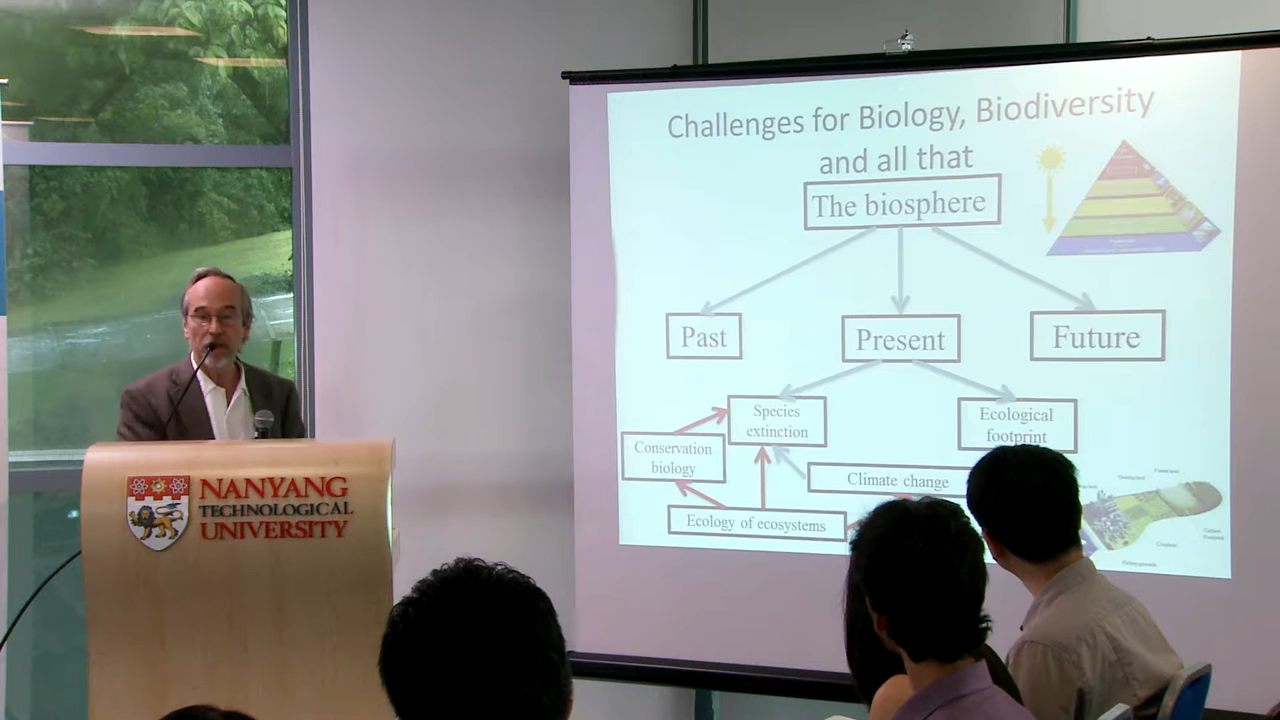 Challenges for Biology, Biodiversity
and all that
The biosphere
Past
Present
Future
Species
extinction
Ecological
footprint
Conservation
biology
Climate change
Ecology of ecosystems
NANYANG
TECHNOLOGICAL
UNIVERSITY